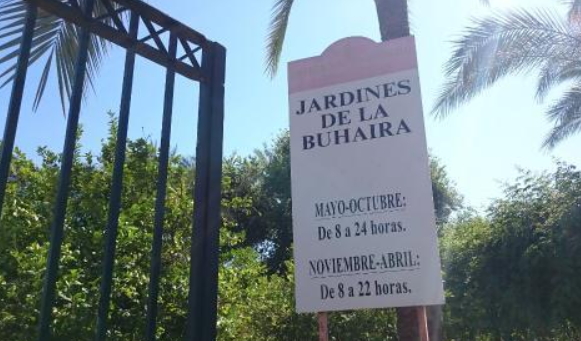 JARDINES
DE LA
BUHAIRA
MAYO-OCTUBRE:
De 8 a 24 horas.
NOVIEMBRE-ABRIL:
De 8 a 22 horas.